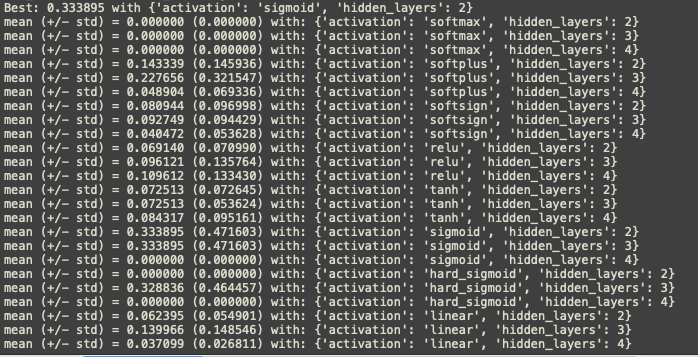 Best: 0.333895 with {'activation': 'sigmoid', 'hidden_layers': 2}
mean (+/- std) = 0.000000 (0.000000) with: {'activation': 'softmax', 'hidden_layers': 2}
mean (+/- std) = 0.000000 (0.000000) with: {'activation': 'softmax', 'hidden_layers': 3}
mean (+/- std) = 0.000000 (0.000000) with: {'activation': 'softmax', 'hidden_layers': 4}
mean (+/- std) = 0.143339 (0.145936) with: {'activation': 'softplus', 'hidden_layers': 2}
mean (+/- std) = 0.227656 (0.321547) with: {'activation': 'softplus', 'hidden_layers': 3}
mean (+/- std) = 0.048904 (0.069336) with: {'activation': 'softplus', 'hidden_layers': 4}
mean (+/- std) = 0.080944 (0.096998) with: {'activation': 'softsign', 'hidden_layers': 2}
mean (+/- std) = 0.092749 (0.094429) with: {'activation': 'softsign', 'hidden_layers': 3}
mean (+/- std) = 0.040472 (0.053628) with: {'activation': 'softsign', 'hidden_layers': 4}
mean (+/- std) = 0.069140 (0.070990) with: {'activation': 'relu', 'hidden_layers': 2}
mean (+/- std) = 0.096121 (0.135764) with: {'activation': 'relu', 'hidden_layers': 3}
mean (+/- std) = 0.109612 (0.133430) with: {'activation': 'relu', 'hidden_layers': 4}
mean (+/- std) = 0.072513 (0.072645) with: {'activation': 'tanh', 'hidden_layers': 2}
mean (+/- std) = 0.072513 (0.053624) with: {'activation': 'tanh', 'hidden_layers': 3}
mean (+/- std) = 0.084317 (0.095161) with: {'activation': 'tanh', 'hidden_layers': 4}
mean (+/- std) = 0.333895 (0.471603) with: {'activation': 'sigmoid', 'hidden_layers': 2}
mean (+/- std) = 0.333895 (0.471603) with: {'activation': 'sigmoid', 'hidden_layers': 3}
mean (+/- std) = 0.000000 (0.000000) with: {'activation': 'sigmoid', 'hidden_layers': 4}
mean (+/- std) = 0.000000 (0.000000) with: {'activation': 'hard_sigmoid', 'hidden_layers': 2}
mean (+/- std) = 0.328836 (0.464457) with: {'activation': 'hard_sigmoid', 'hidden_layers': 3}
mean (+/- std) = 0.000000 (0.000000) with: {'activation': 'hard_sigmoid', 'hidden_layers': 4}
mean (+/- std) = 0.062395 (0.054901) with: {'activation': 'linear', 'hidden_layers': 2}
mean (+/- std) = 0.139966 (0.148546) with: {'activation': 'linear', 'hidden_layers': 3}
mean (+/- std) = 0.037099 (0.026811) with: {'activation': 'linear', 'hidden_layers': 4}